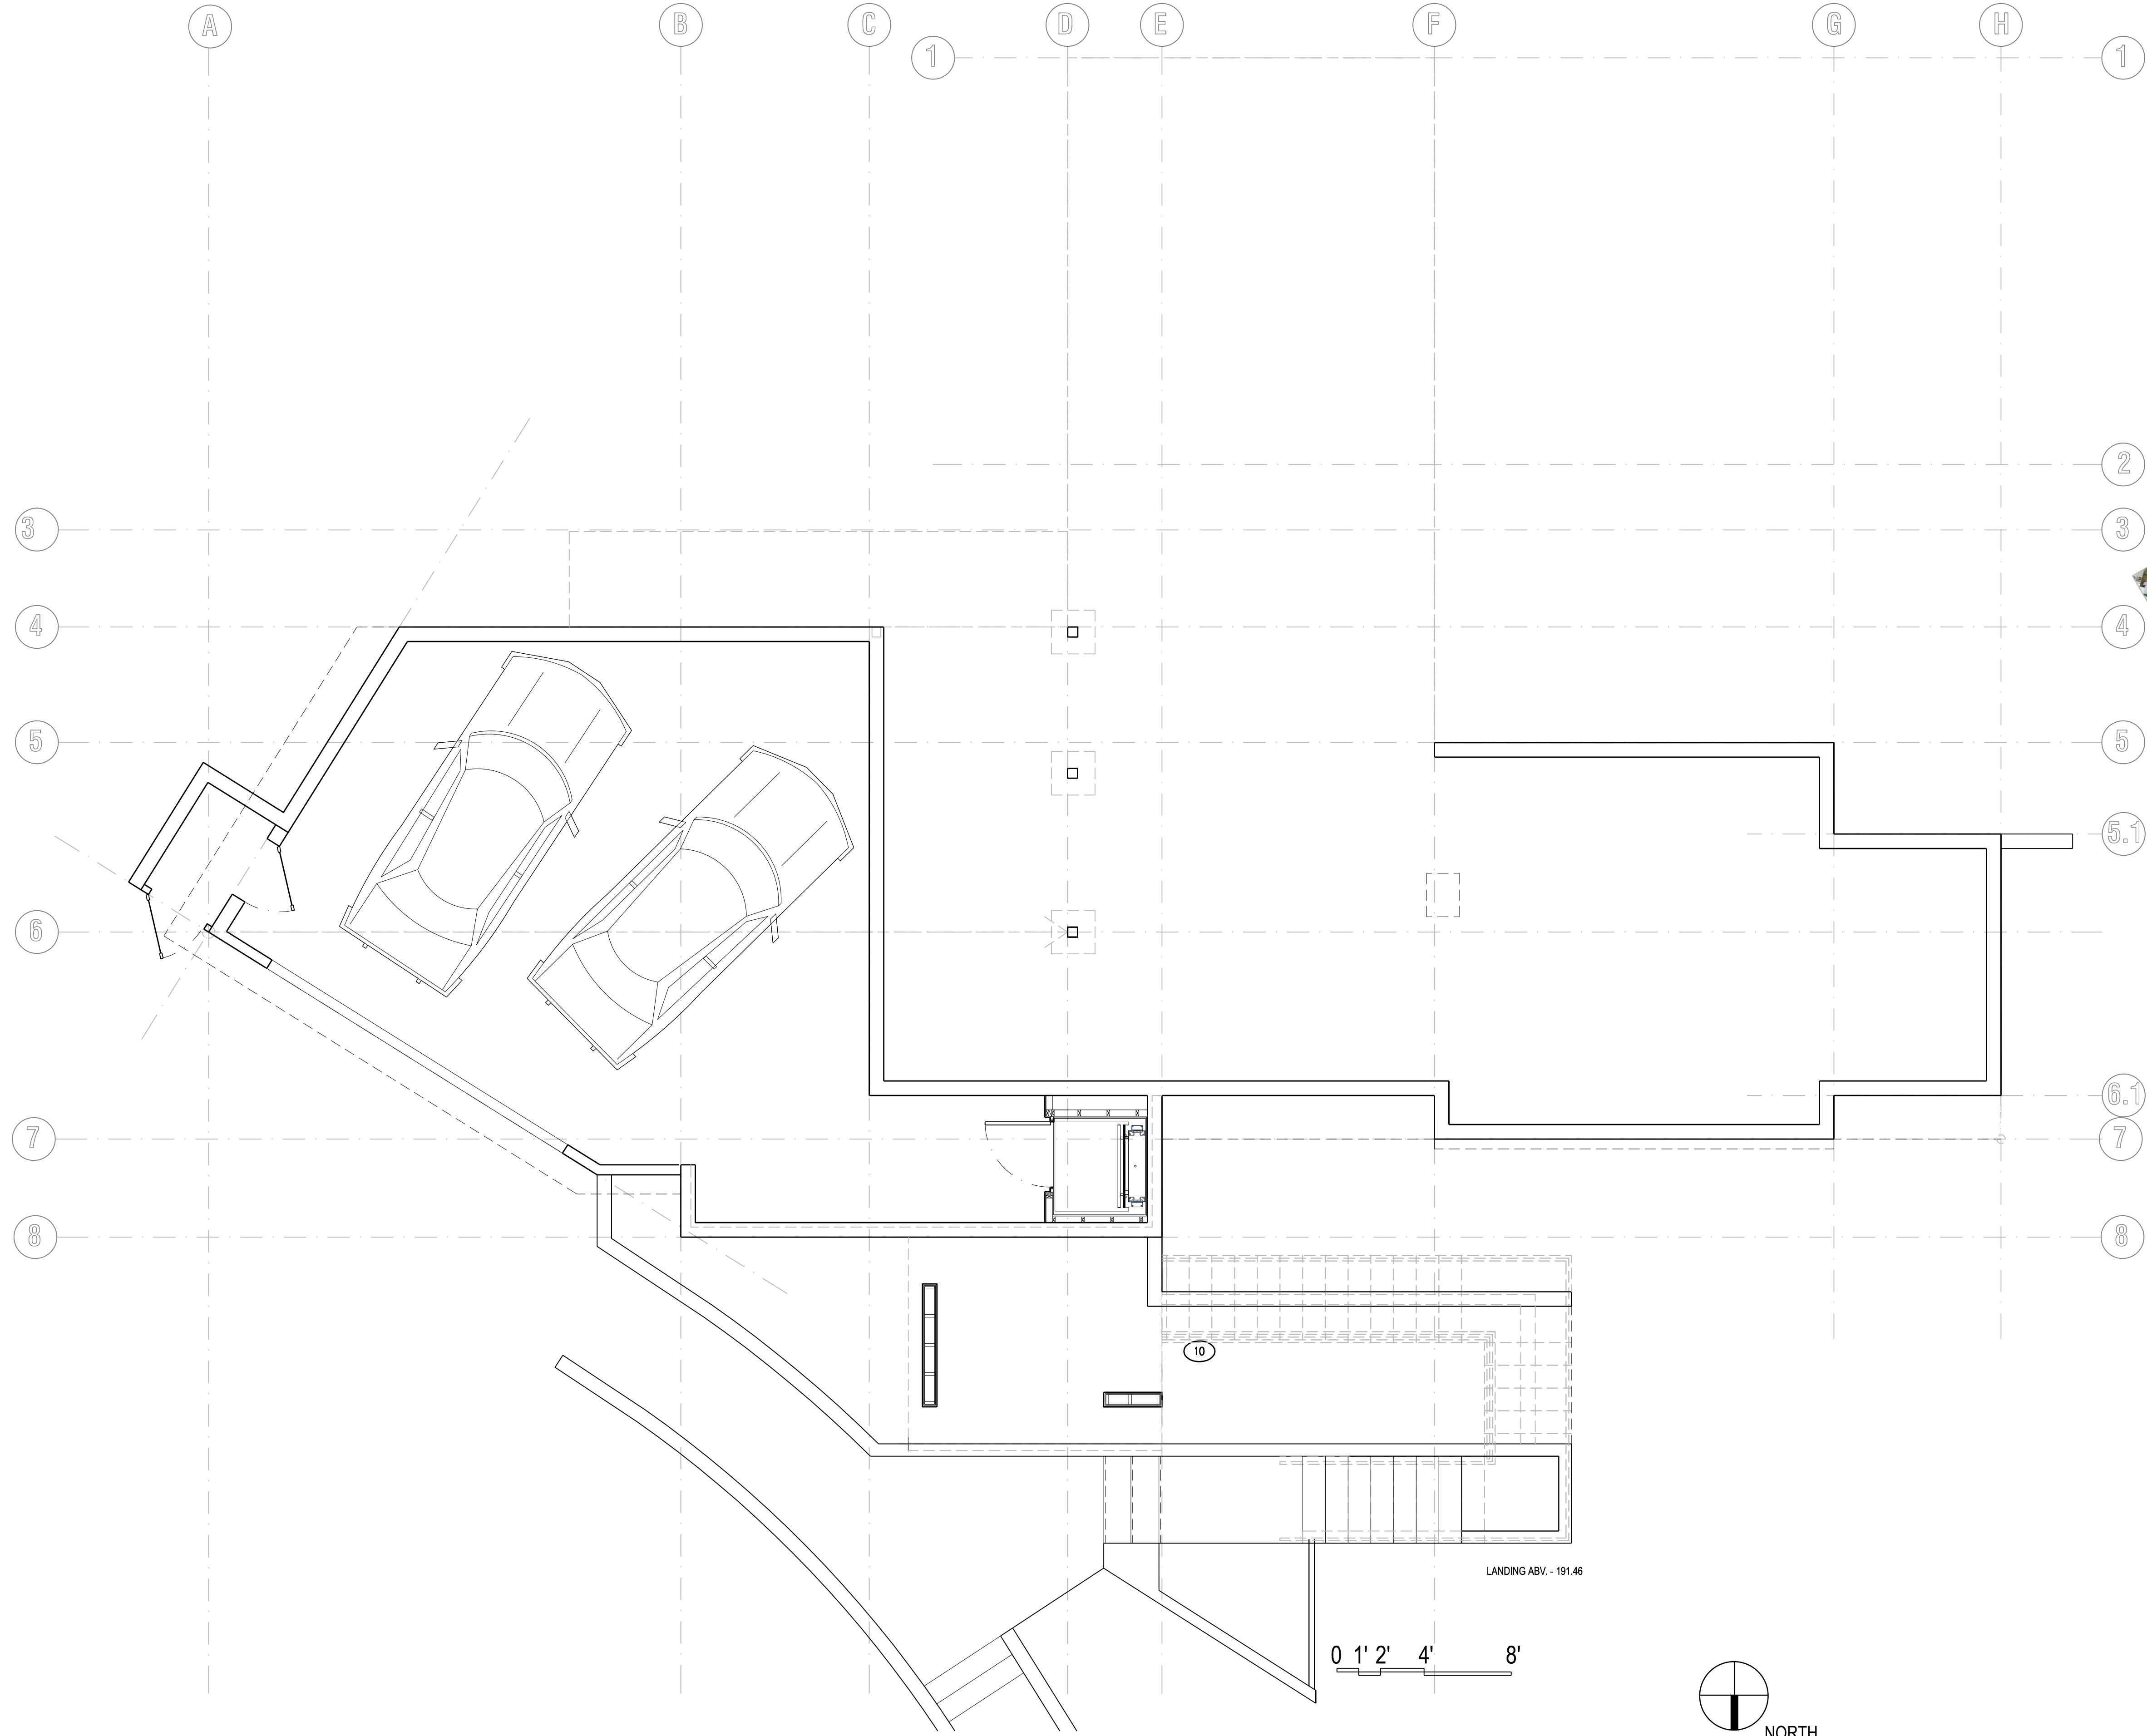 A B C D E F G H
1 1
2
3 3
4 4
5 5
5.1
6
6.1
7 7
8 8
10
LANDING ABV. - 191.46
0 1' 2' 4' 8'
NORTH